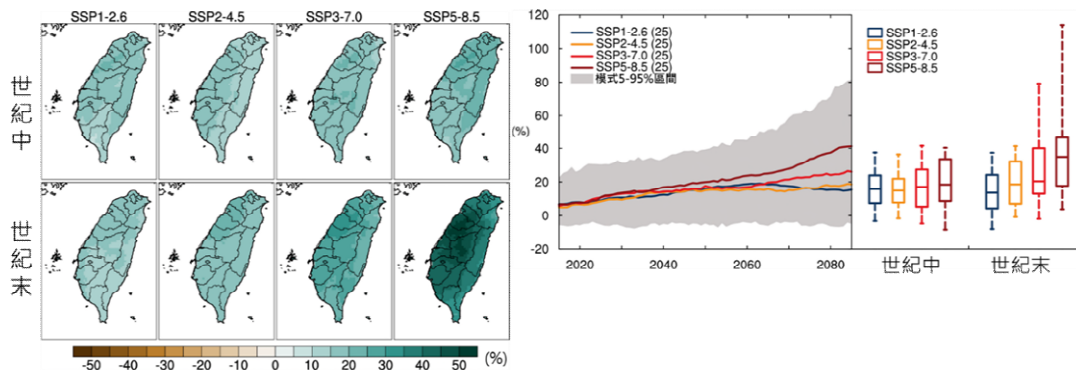 SSP1-2.6 SSP2-4.5 SSP3-7.0 SSP5-8.5
世紀中
世紀末
-50 -40 -30 -20 -10 0 10 20 30 40 50 (%)
120
100
80
60
40
20
0
-20
(%)
SSP1-2.6 (25)
SSP2-4.5 (25)
SSP3-7.0 (25)
SSP5-8.5 (25)
模式5-95%區間
2020 2040 2060 2080
SSP1-2.6
SSP2-4.5
SSP3-7.0
SSP5-8.5
世紀中 世紀末